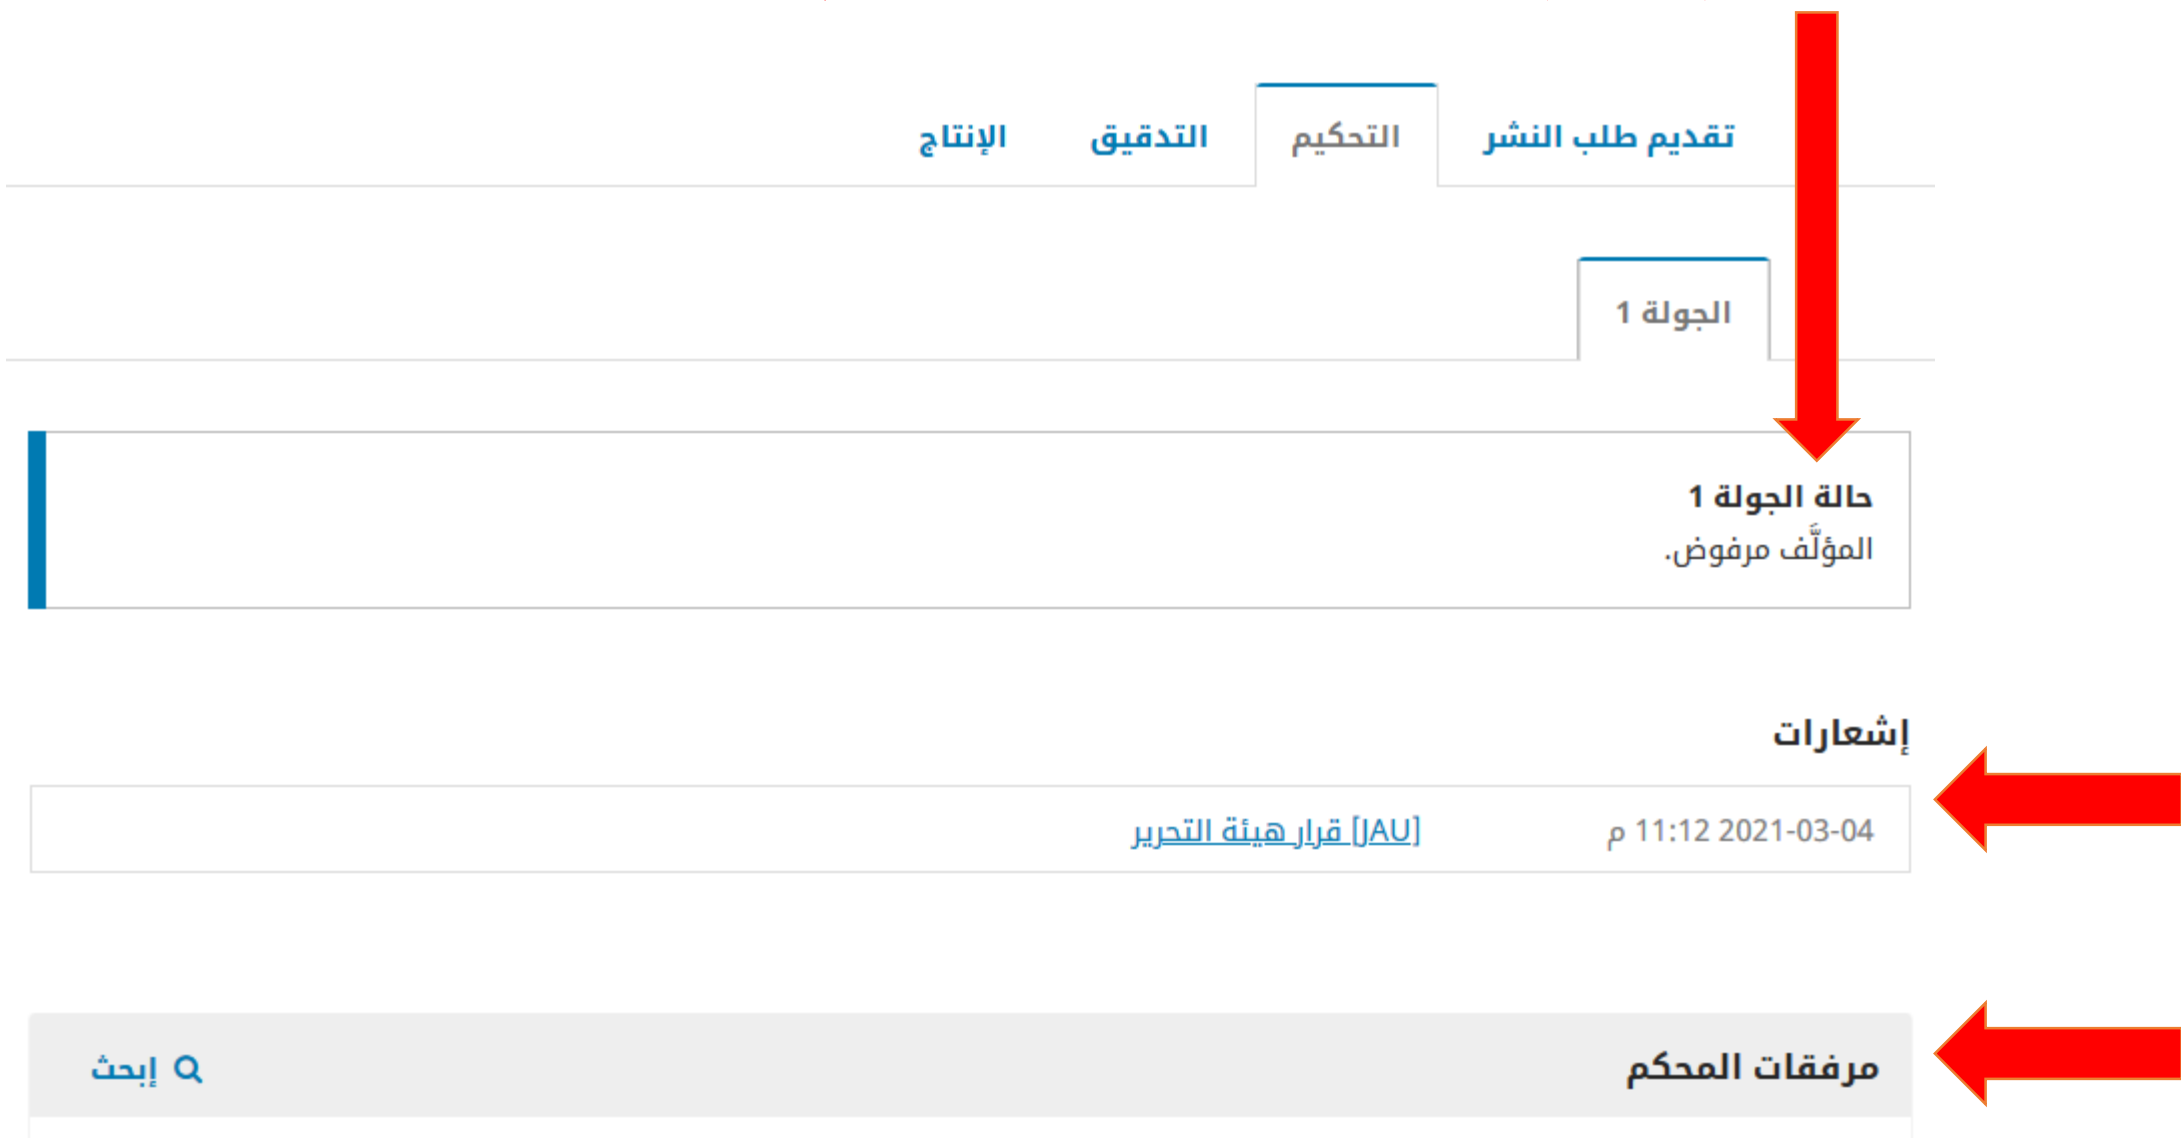 تقديم طلب النشر التحكيم التدقيق الإنتاج
الجولة 1
حالة الجولة 1
المؤلَّف مرفوض.
إشعارات
2021-03-04 11:12 م [JAU] قرار هيئة التحرير
مرفقات المحكم إبحث